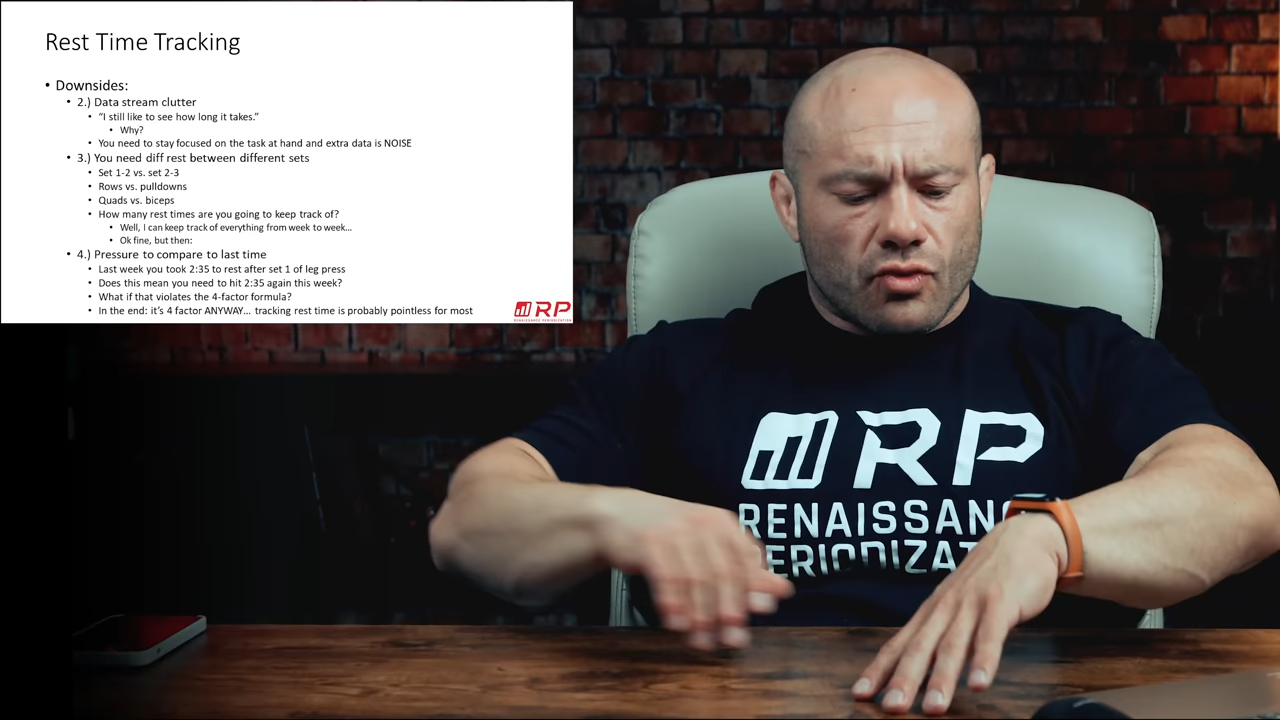 Rest Time Tracking
• Downsides:
• 2.) Data stream clutter
• “I still like to see how long it takes.”
• Why?
• You need to stay focused on the task at hand and extra data is NOISE
• 3.) You need diff rest between different sets
• Set 1-2 vs. set 2-3
• Rows vs. pulldowns
• Quads vs. biceps
• How many rest times are you going to keep track of?
• Well, I can keep track of everything from week to week…
• Ok fine, but then:
• 4.) Pressure to compare to last time
• Last week you took 2:35 to rest after set 1 of leg press
• Does this mean you need to hit 2:35 again this week?
• What if that violates the 4-factor formula?
• In the end: it’s 4 factor ANYWAY… tracking rest time is probably pointless for most
RP
RENAISSANCE PERIODIZATION
RP
RENAISSANC
PERIODIZAT